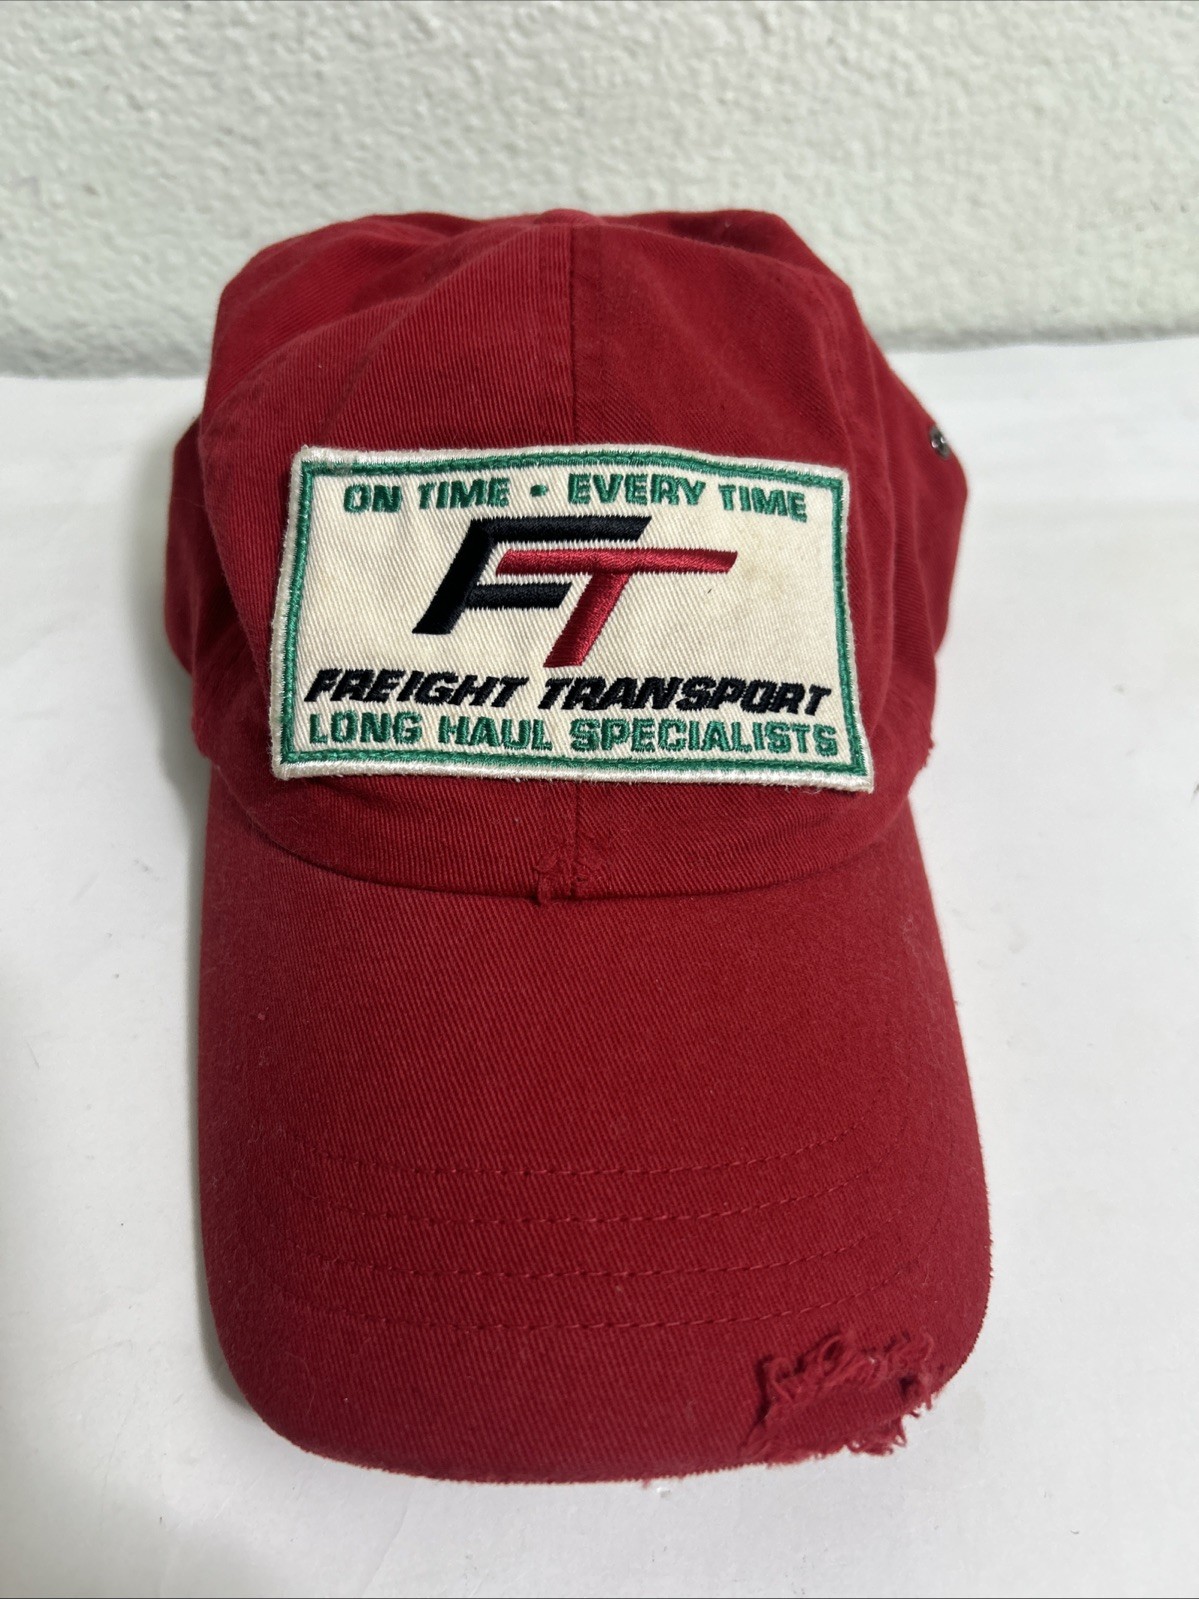 ON TIME • EVERY TIME
FT
FREIGHT TRANSPORT
LONG HAUL SPECIALISTS